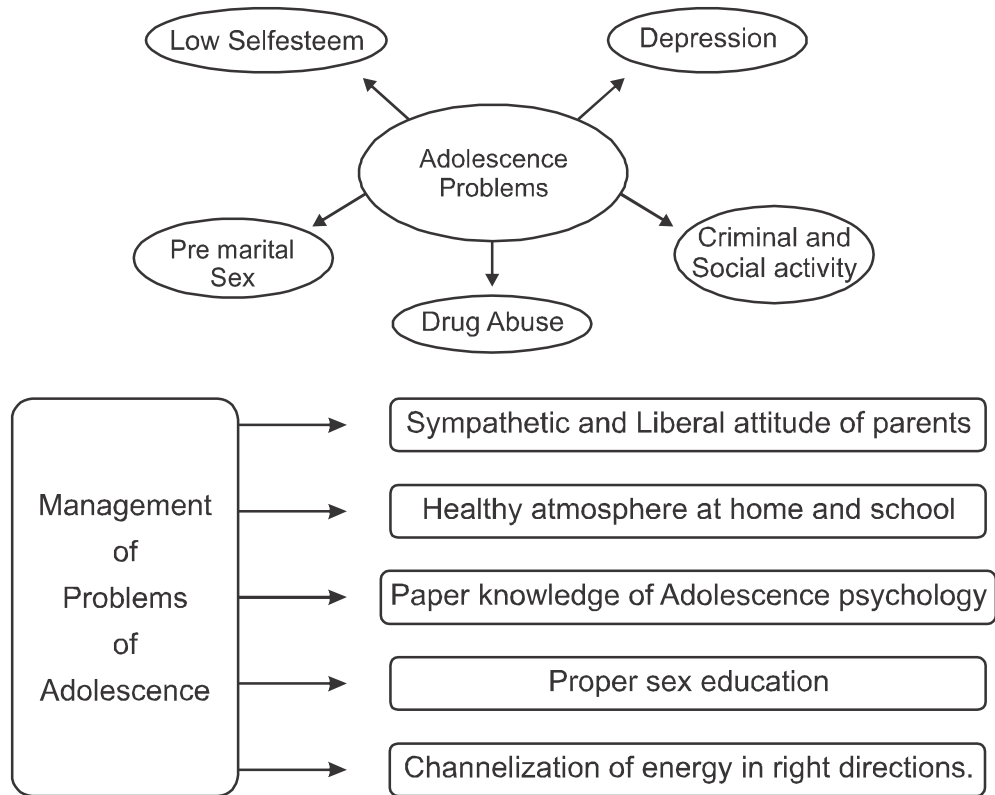 Low Selfesteem
Depression
Adolescence
Problems
Pre marital
Sex
Criminal and
Social activity
Drug Abuse
Management
of
Problems
of
Adolescence
Sympathetic and Liberal attitude of parents
Healthy atmosphere at home and school
Paper knowledge of Adolescence psychology
Proper sex education
Channelization of energy in right directions.